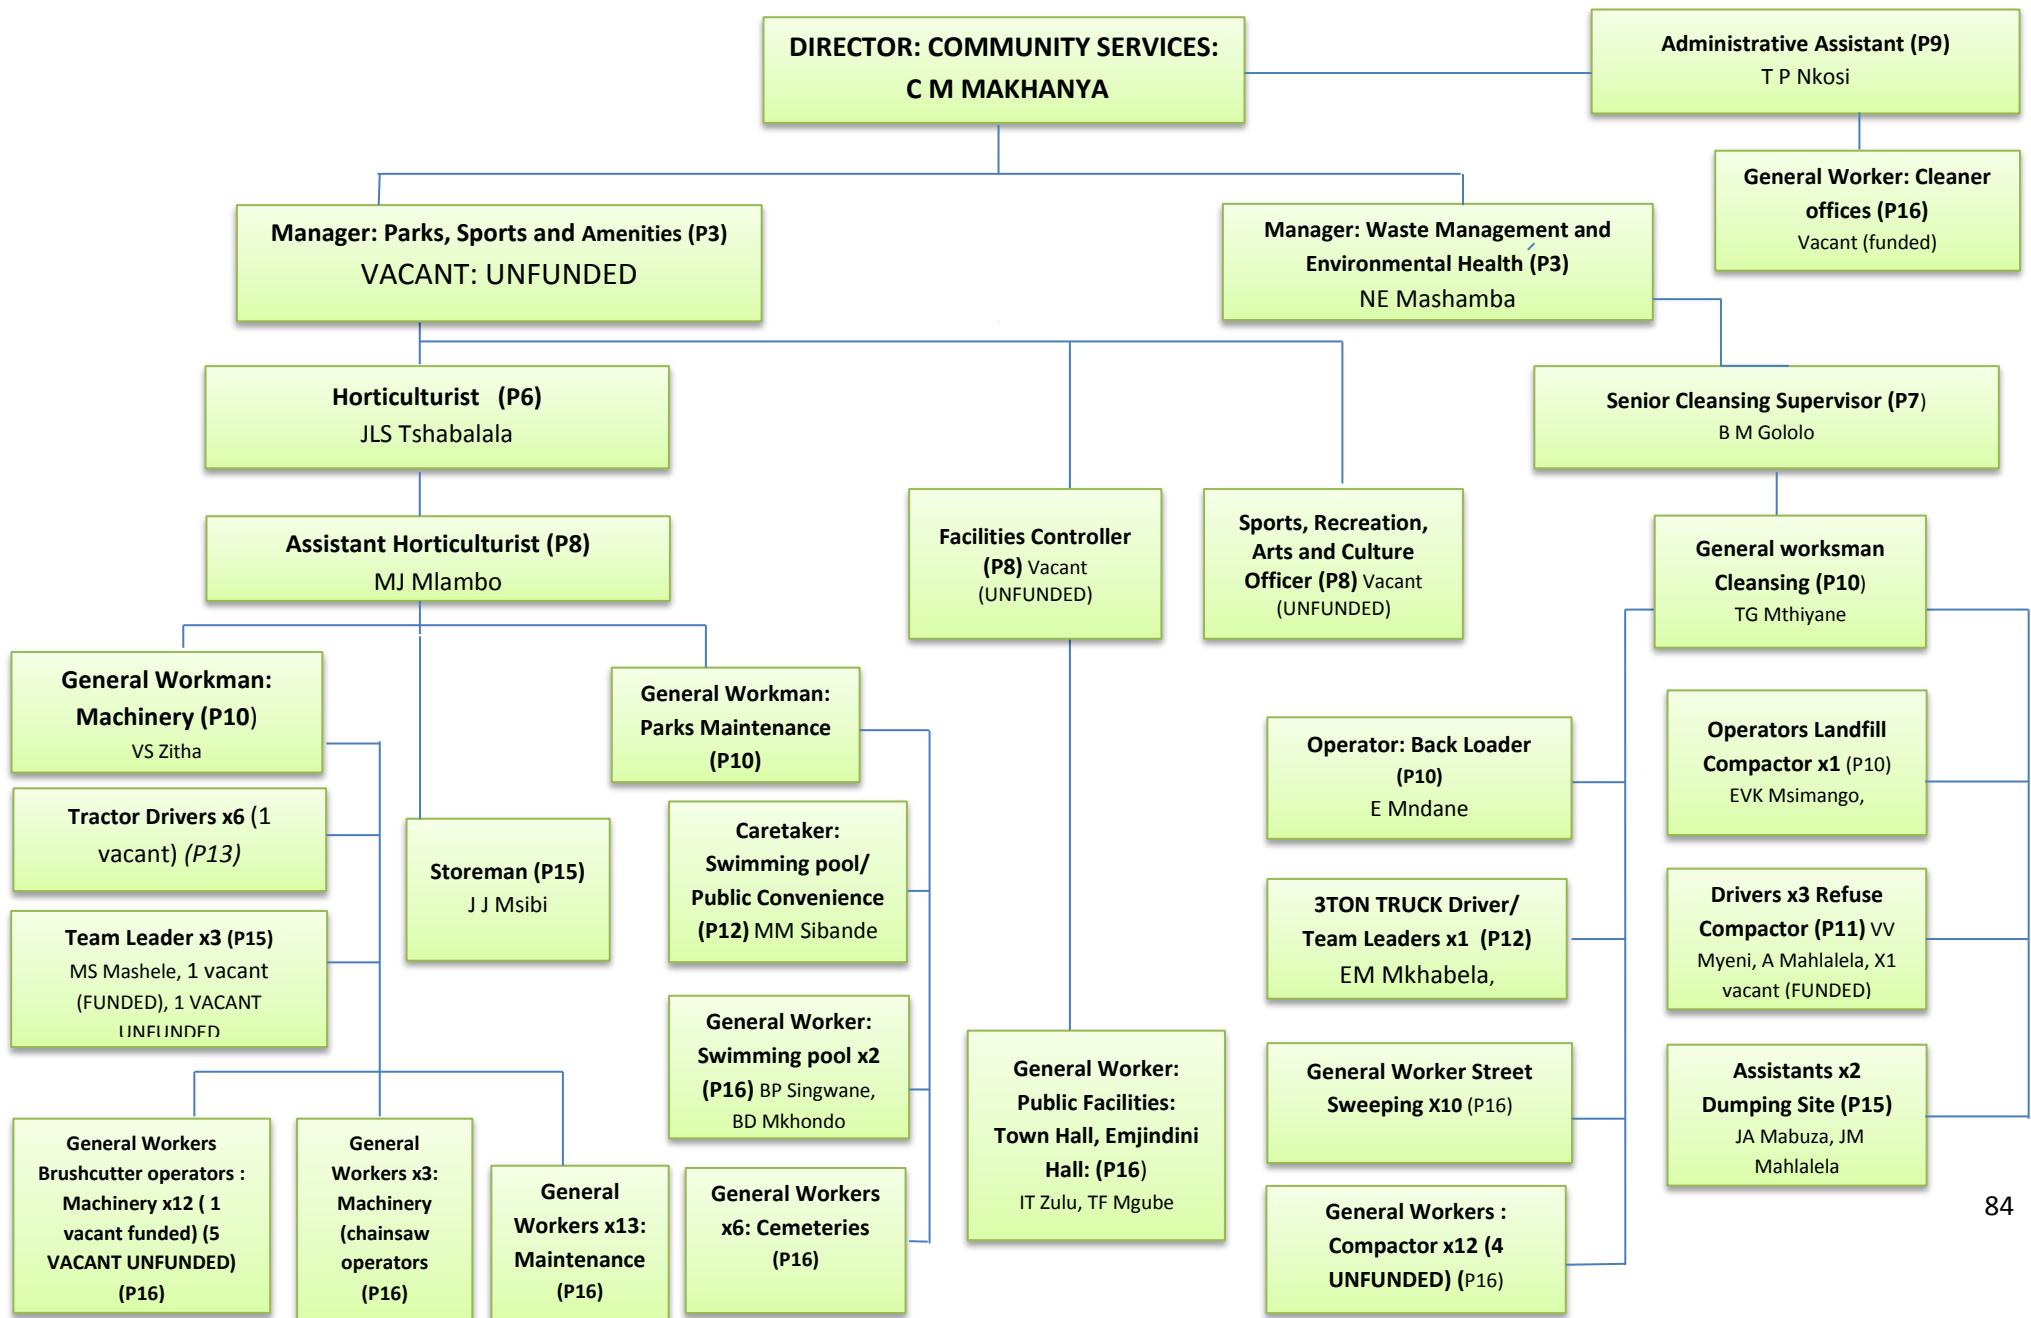 DIRECTOR: COMMUNITY SERVICES:
C M MAKHANYA
Administrative Assistant (P9)
T P Nkosi
General Worker: Cleaner
offices (P16)
Vacant (funded)
Manager: Parks, Sports and Amenities (P3)
VACANT: UNFUNDED
Manager: Waste Management and
Environmental Health (P3)
NE Mashamba
Horticulturist (P6)
JLS Tshabalala
Senior Cleansing Supervisor (P7)
B M Gololo
Assistant Horticulturist (P8)
MJ Mlambo
Facilities Controller
(P8) Vacant
(UNFUNDED)
Sports, Recreation,
Arts and Culture
Officer (P8) Vacant
(UNFUNDED)
General worksman
Cleansing (P10)
TG Mthiyane
General Workman:
Machinery (P10)
VS Zitha
General Workman:
Parks Maintenance
(P10)
Tractor Drivers x6 (1
vacant) (P13)
Storeman (P15)
J J Msibi
Caretaker:
Swimming pool/
Public Convenience
(P12) MM Sibande
Team Leader x3 (P15)
MS Mashele, 1 vacant
(FUNDED), 1 VACANT
UNFUNDED
General Worker:
Swimming pool x2
(P16) BP Singwane,
BD Mkhondo
General Workers
Brushcutter operators :
Machinery x12 ( 1
vacant funded) (5
VACANT UNFUNDED)
(P16)
General
Workers x3:
Machinery
(chainsaw
operators
(P16)
General
Workers x13:
Maintenance
(P16)
General Workers
x6: Cemeteries
(P16)
General Worker:
Public Facilities:
Town Hall, Emjindini
Hall: (P16)
IT Zulu, TF Mgube
Operator: Back Loader
(P10)
E Mndane
3TON TRUCK Driver/
Team Leaders x1 (P12)
EM Mkhabela,
General Worker Street
Sweeping X10 (P16)
General Workers :
Compactor x12 (4
UNFUNDED) (P16)
Operators Landfill
Compactor x1 (P10)
EVK Msimango,
Drivers x3 Refuse
Compactor (P11) VV
Myeni, A Mahlalela, X1
vacant (FUNDED)
Assistants x2
Dumping Site (P15)
JA Mabuza, JM
Mahlalela
84